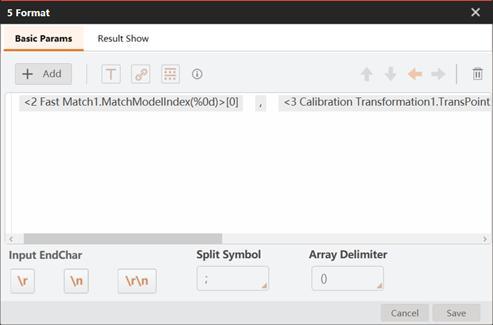 5 Format
Basic Params Result Show
+ Add T
<2 Fast Match1.MatchModelIndex(%0d)>[0] , <3 Calibration Transformation1.TransPoint
Input EndChar Split Symbol Array Delimiter
\r \n \r\n ; ()
Cancel Save